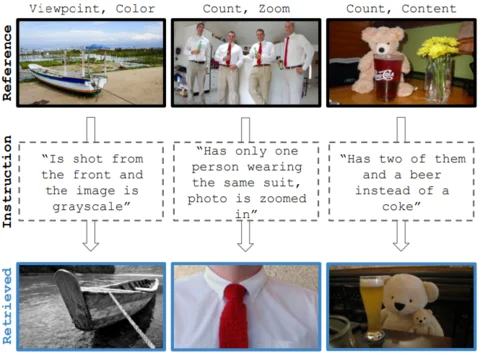 Viewpoint, Color
Count, Zoom
Count, Content
Reference
Instruction
“Is shot from
the front and
the image is
grayscale”
“Has only one
person wearing
the same suit,
photo is zoomed
in”
“Has two of them
and a beer
instead of a
coke”
Retrieved